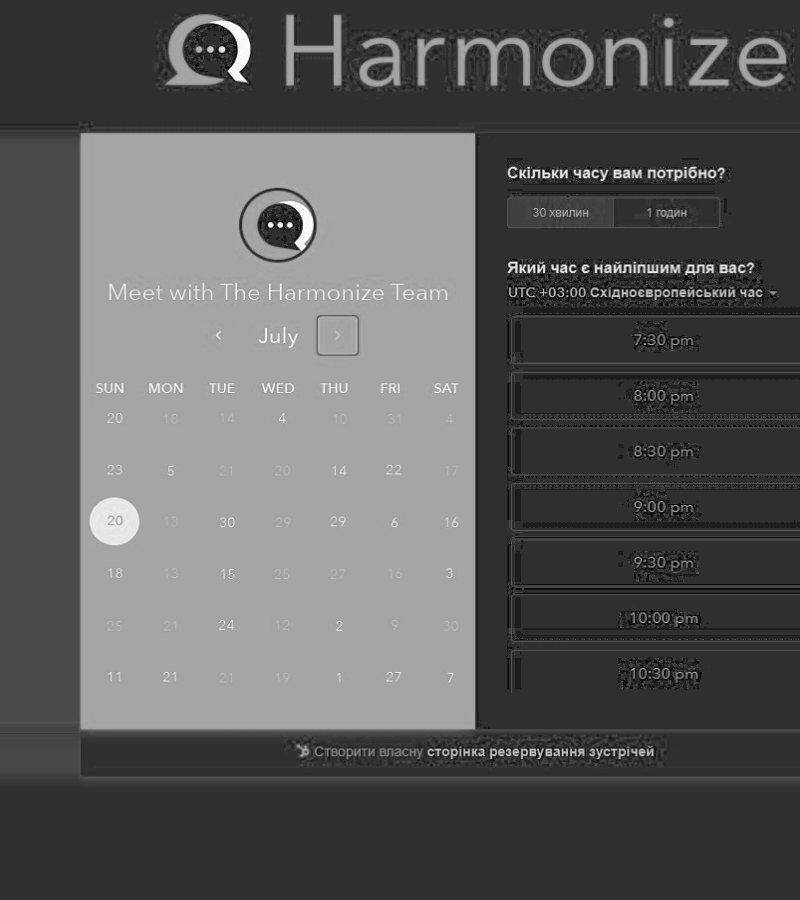 Harmonize
Meet with The Harmonize Team
July
SUN MON TUE WED THU FRI SAT
20 18 14 4 10 31 4
23 5 21 20 14 22 17
20 13 30 29 29 6 16
18 13 15 25 27 16 3
25 21 24 12 2 9 30
11 21 21 19 1 27 7
Скільки часу вам потрібно?
30 хвилин 1 годин
Який час є найліпшим для вас?
UTC +03:00 Східноєвропейський час
7:30 pm
8:00 pm
8:30 pm
9:00 pm
9:30 pm
10:00 pm
10:30 pm
Створити власну сторінка резервування зустрічей